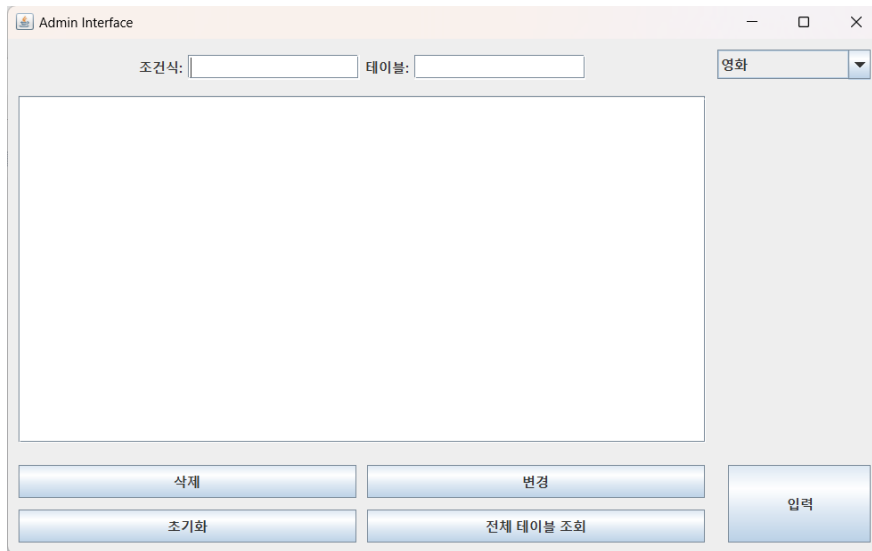 Admin Interface
조건식: 테이블: 영화
삭제 변경
입력
초기화 전체 테이블 조회